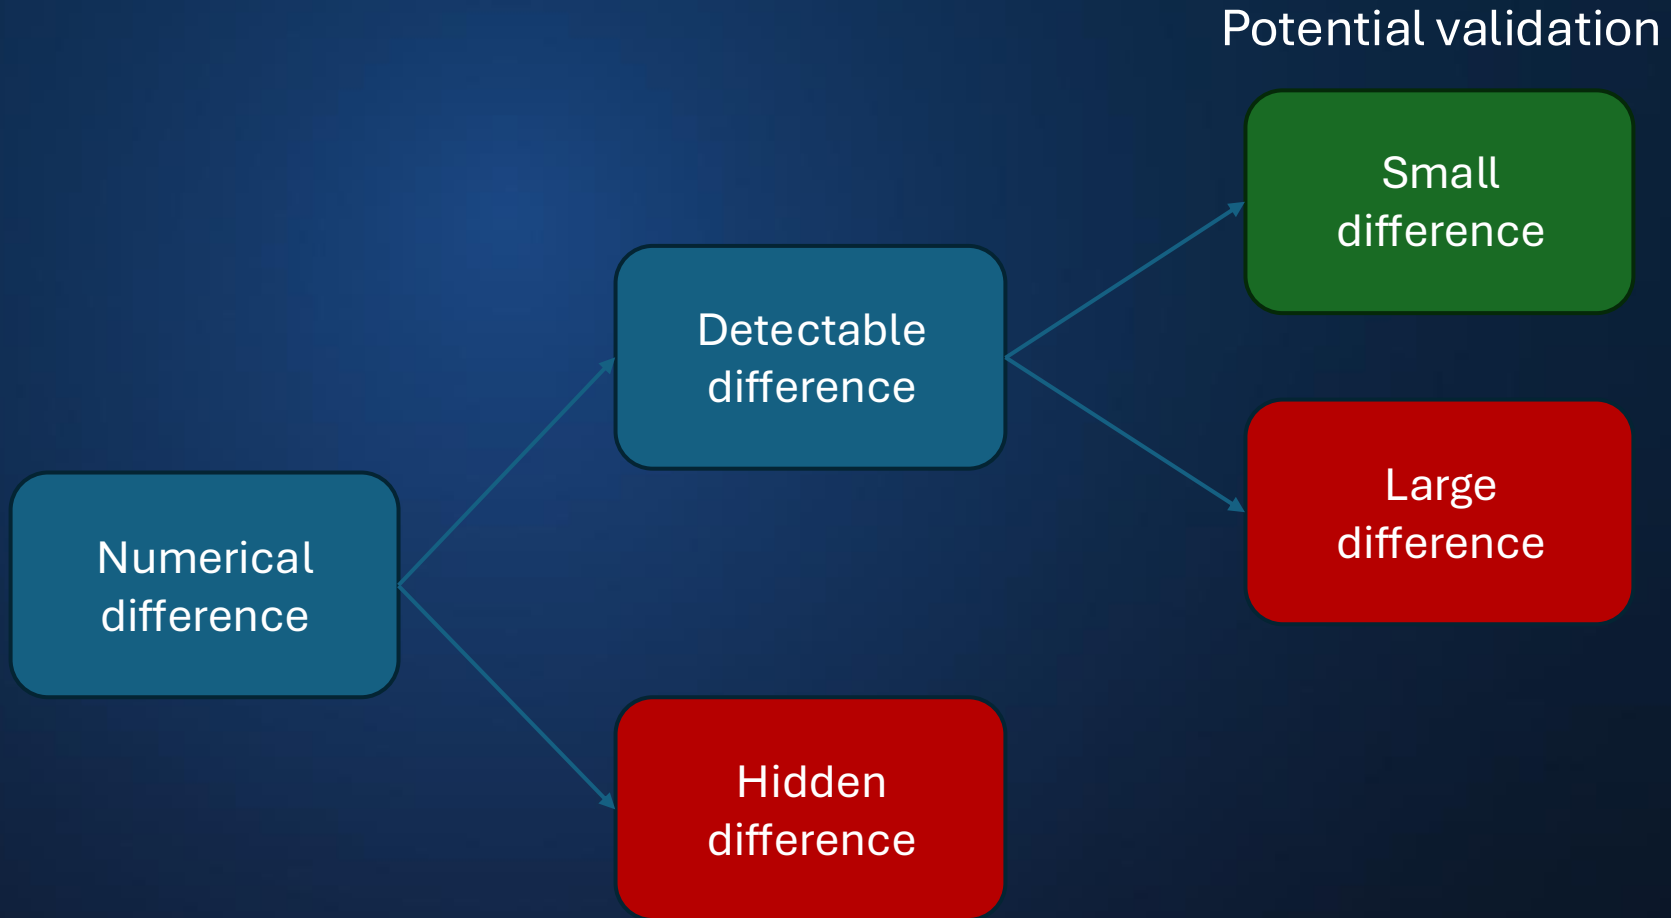 Potential validation
Small
difference
Detectable
difference
Large
difference
Numerical
difference
Hidden
difference